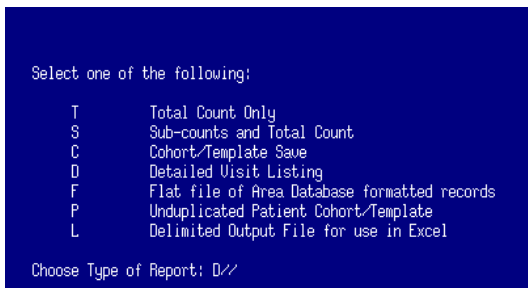 Select one of the following:
T Total Count Only
S Sub-counts and Total Count
C Cohort/Template Save
D Detailed Visit Listing
F Flat file of Area Database formatted records
P Unduplicated Patient Cohort/Template
L Delimited Output File for use in Excel
Choose Type of Report: D//